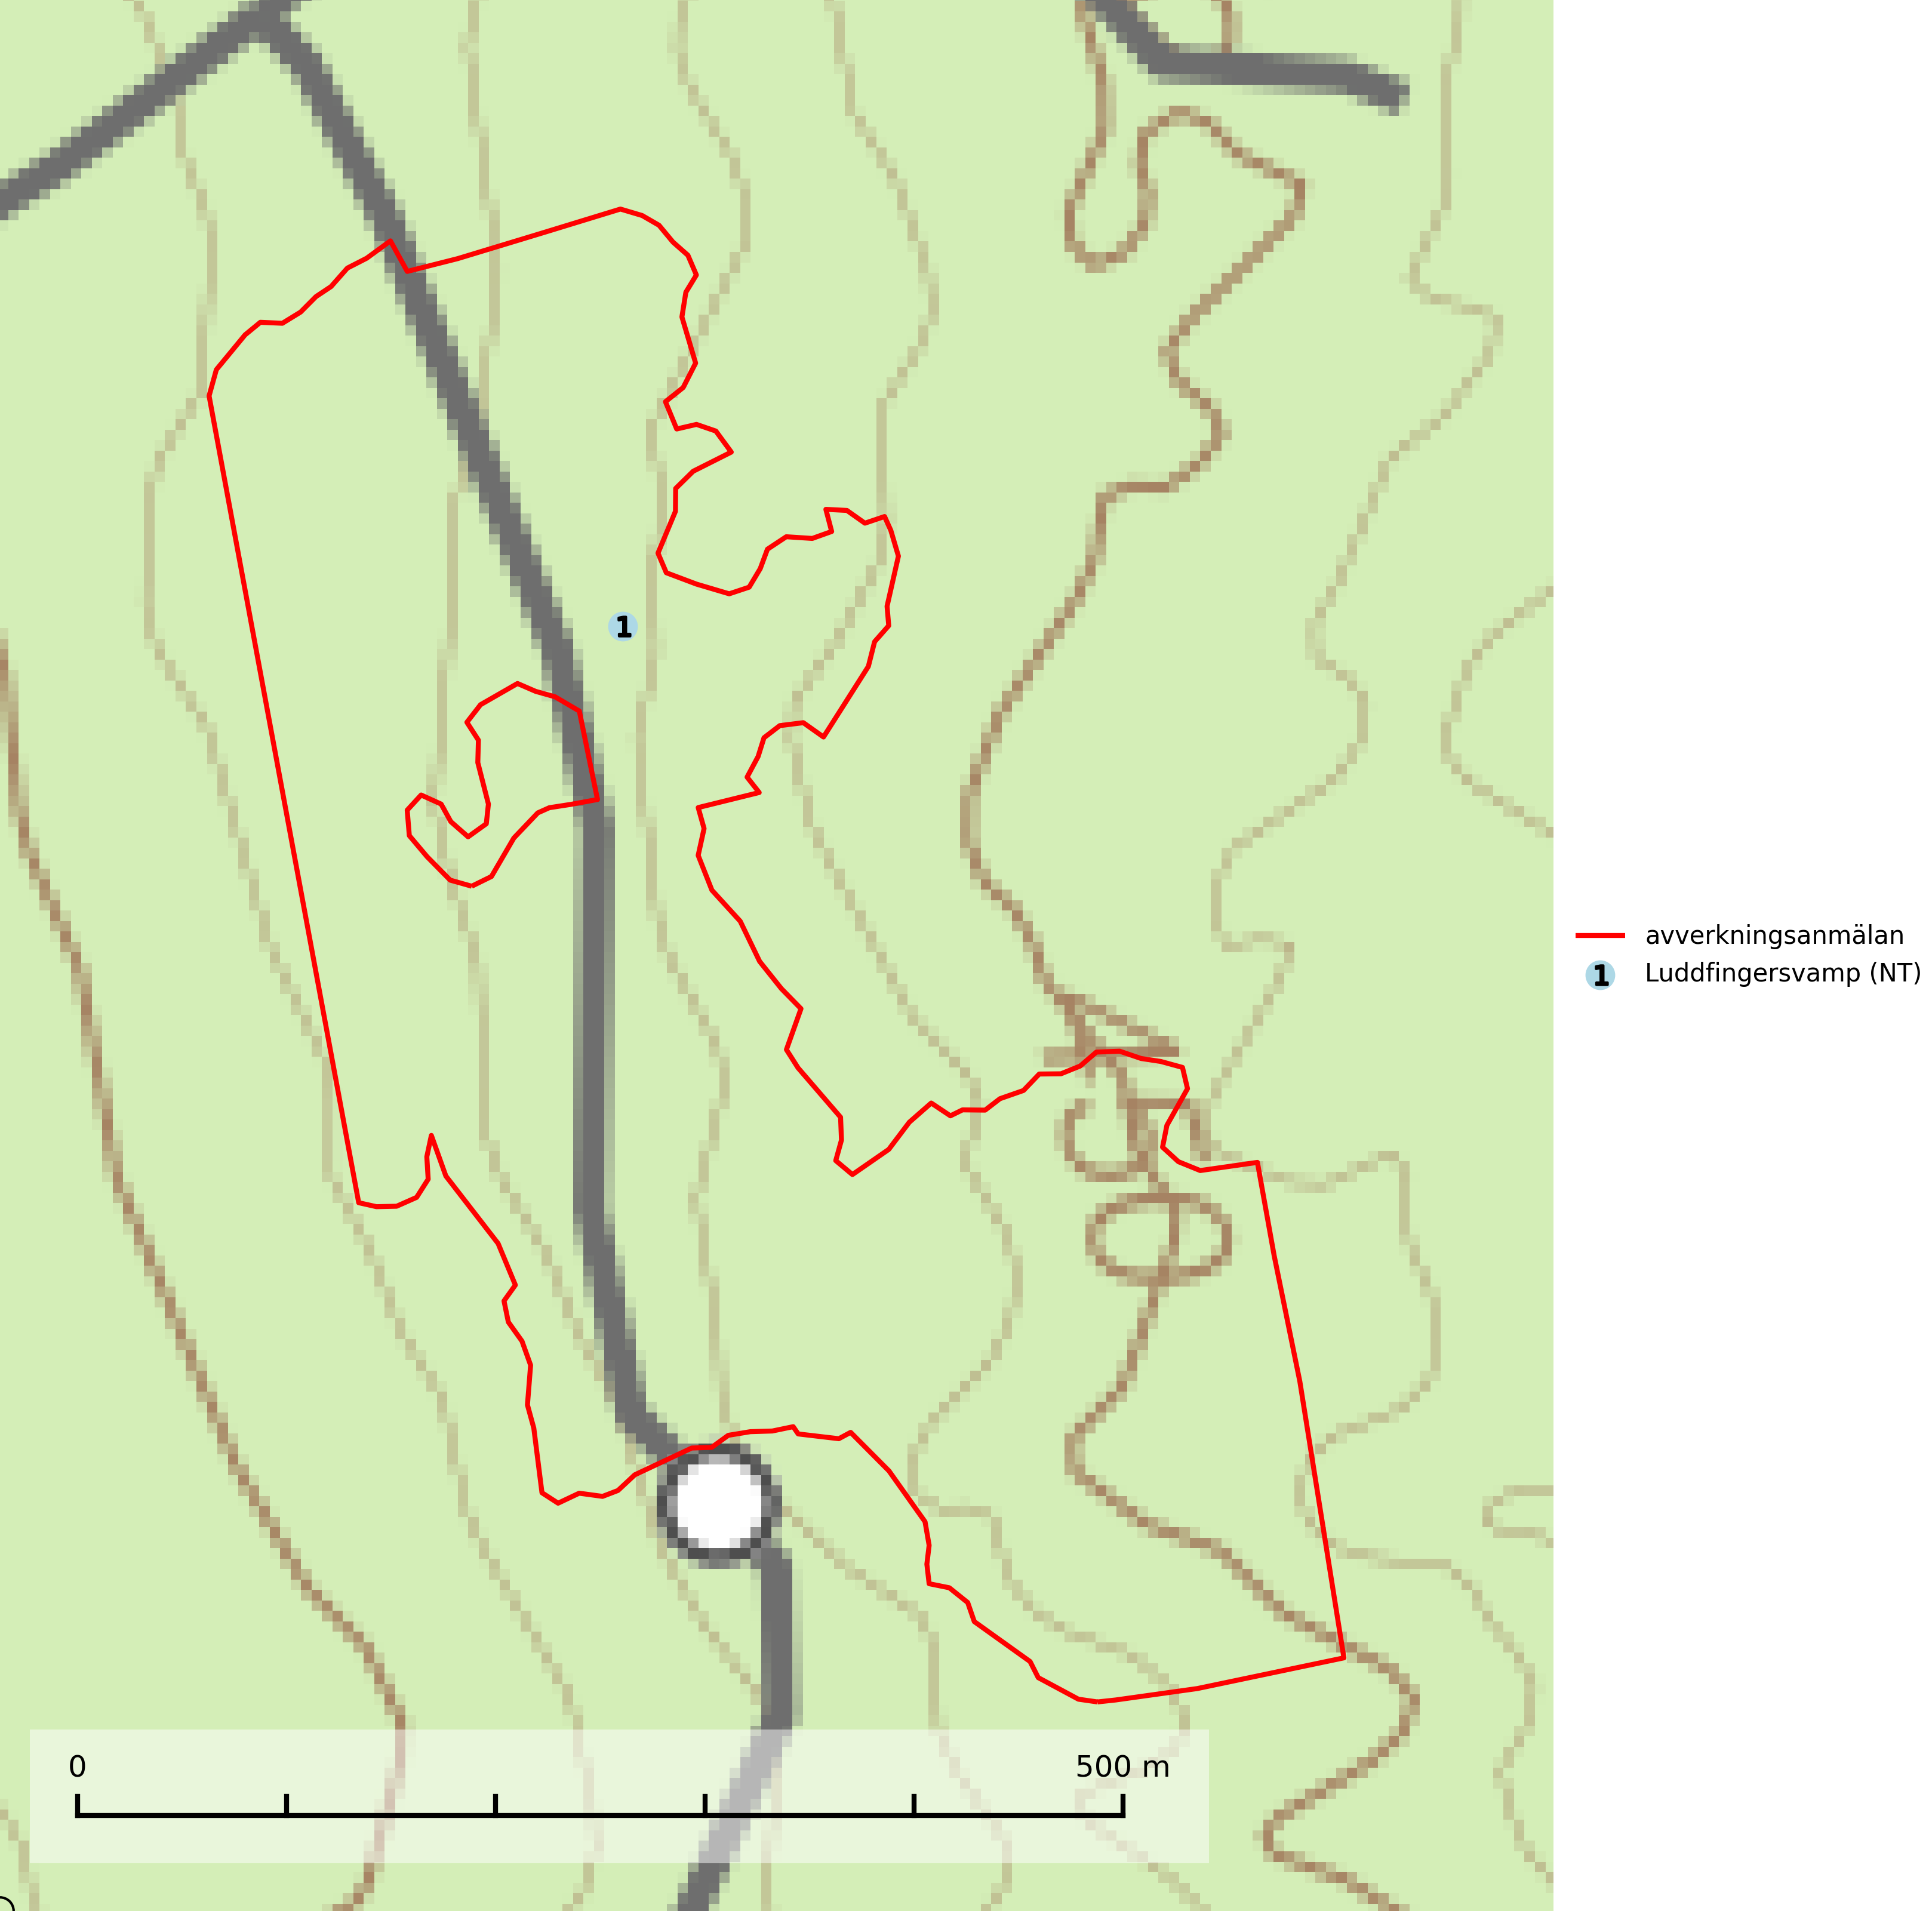 1
avverkningsanmälan
1 Luddfingersvamp (NT)
0 500 m